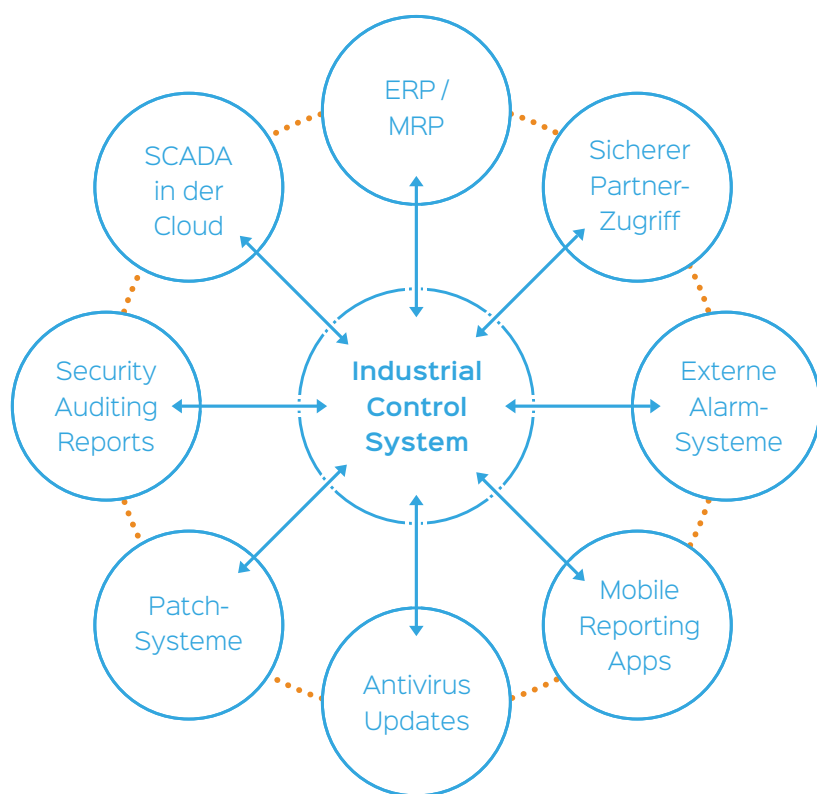 ERP /
MRP
Sicherer
Partner-
Zugriff
Externe
Alarm-
Systeme
Mobile
Reporting
Apps
Antivirus
Updates
Patch-
Systeme
Security
Auditing
Reports
SCADA
in der
Cloud
Industrial
Control
System